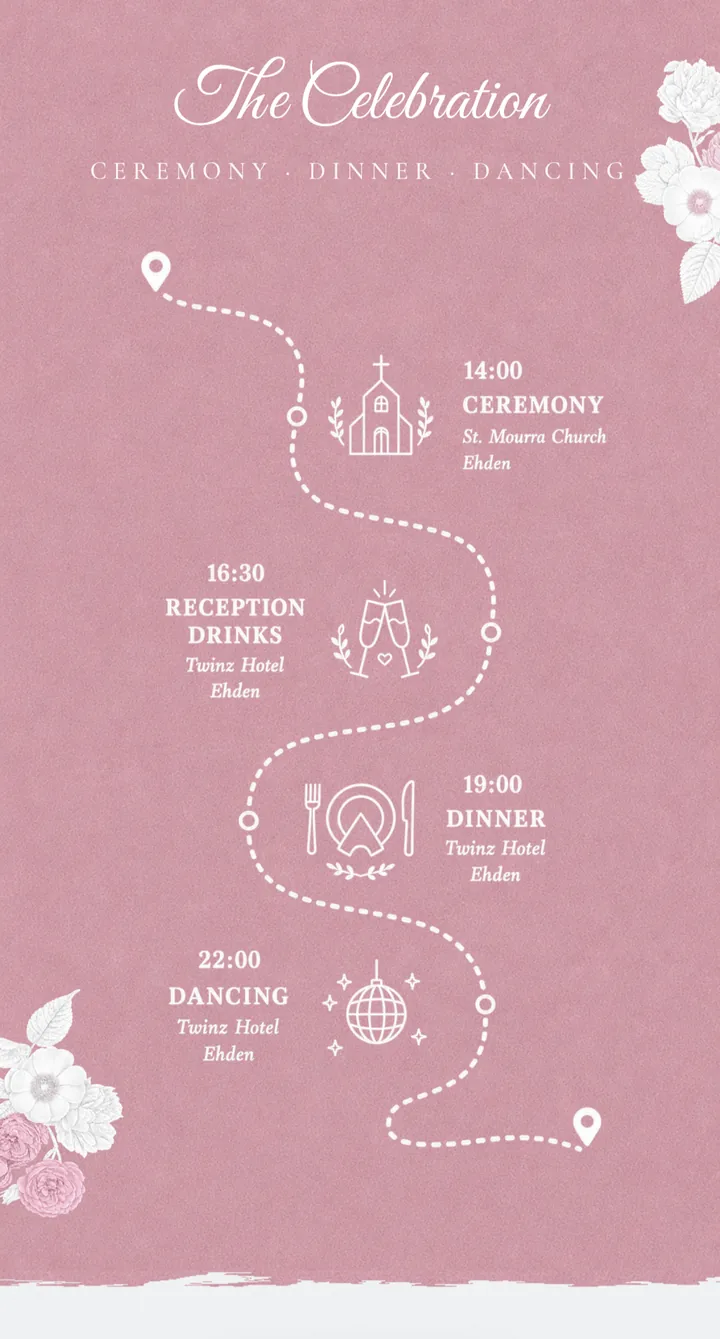 The Celebration
CEREMONY · DINNER · DANCING
14:00
CEREMONY
St. Mourra Church
Ehden
16:30
RECEPTION
DRINKS
Twinz Hotel
Ehden
19:00
DINNER
Twinz Hotel
Ehden
22:00
DANCING
Twinz Hotel
Ehden